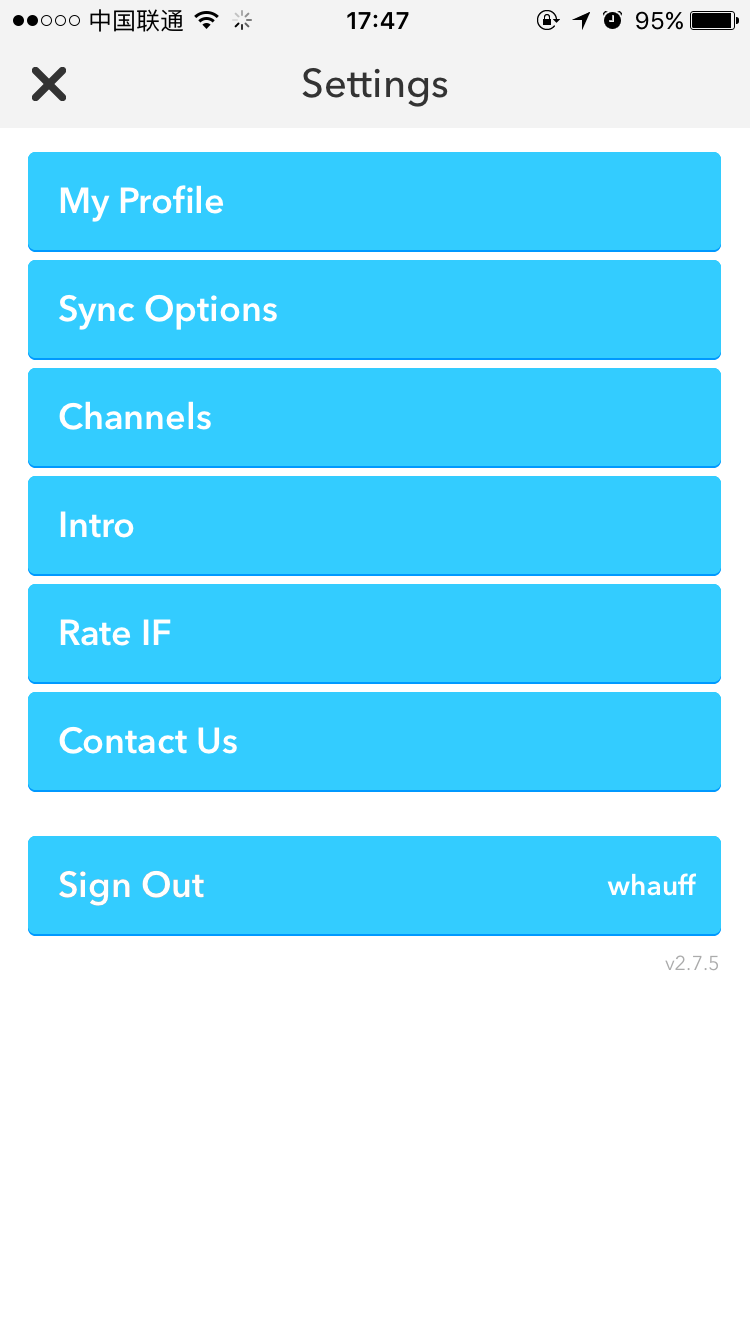 中国联通 17:47 95%
Settings
My Profile
Sync Options
Channels
Intro
Rate IF
Contact Us
Sign Out whauff
v2.7.5